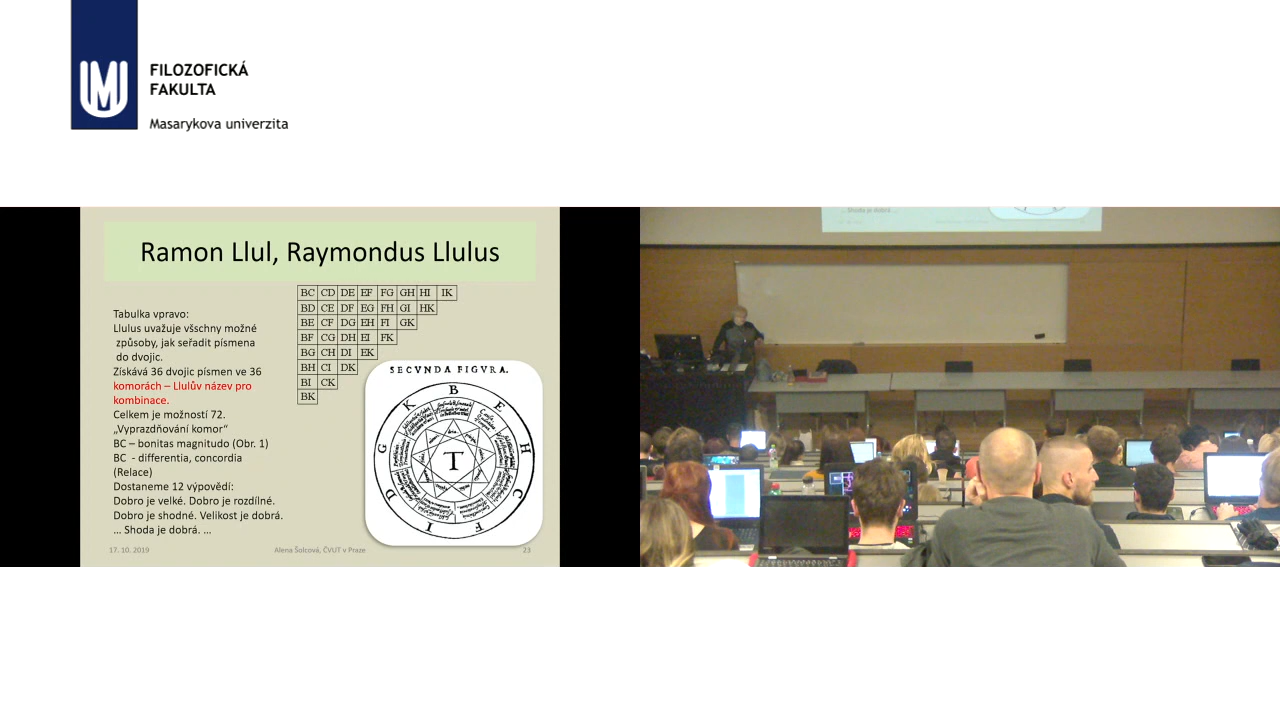 FILOZOFICKÁ
FAKULTA
Masarykova univerzita
Ramon Llul, Raymondus Llulus
Tabulka vpravo:
Llulus uvažuje všschny možné
způsoby, jak seřadit písmena
do dvojic.
Získává 36 dvojic písmen ve 36
komorách – Llulův název pro
kombinace.
Celkem je možností 72.
„Vyprazdňování komor“
BC – bonitas magnitudo (Obr. 1)
BC - differentia, concordia
(Relace)
Dostaneme 12 výpovědí:
Dobro je velké. Dobro je rozdílné.
Dobro je shodné. Velikost je dobrá.
… Shoda je dobrá. …
BC CD DE EF FG GH HI IK
BD CE DF EG FH GI HK
BE CF DG EH FI GK
BF CG DH EI FK
BG CH DI EK
BH CI DK
BI CK
BK
SECVNDA FIGVRA.
B
E
H
C
F
I
D
G
K
T
17. 10. 2019
Alena Šolcová, ČVUT v Praze
23
… Shoda je dobrá. …